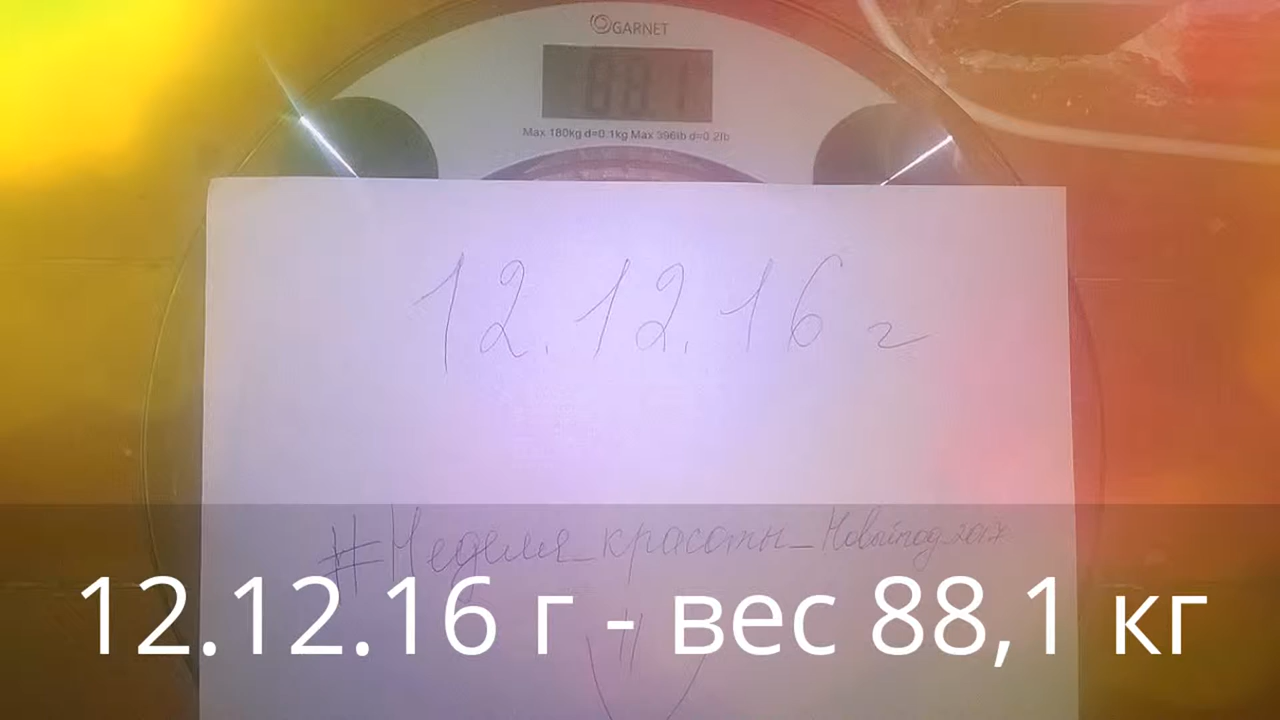 GARNET
88.1
Max 180kg d=0.1kg Max 396lb d=0.2lb
12.12.16 г
#Неделя_красоты_Новыйгод_2017
12.12.16 г - вес 88,1 кг